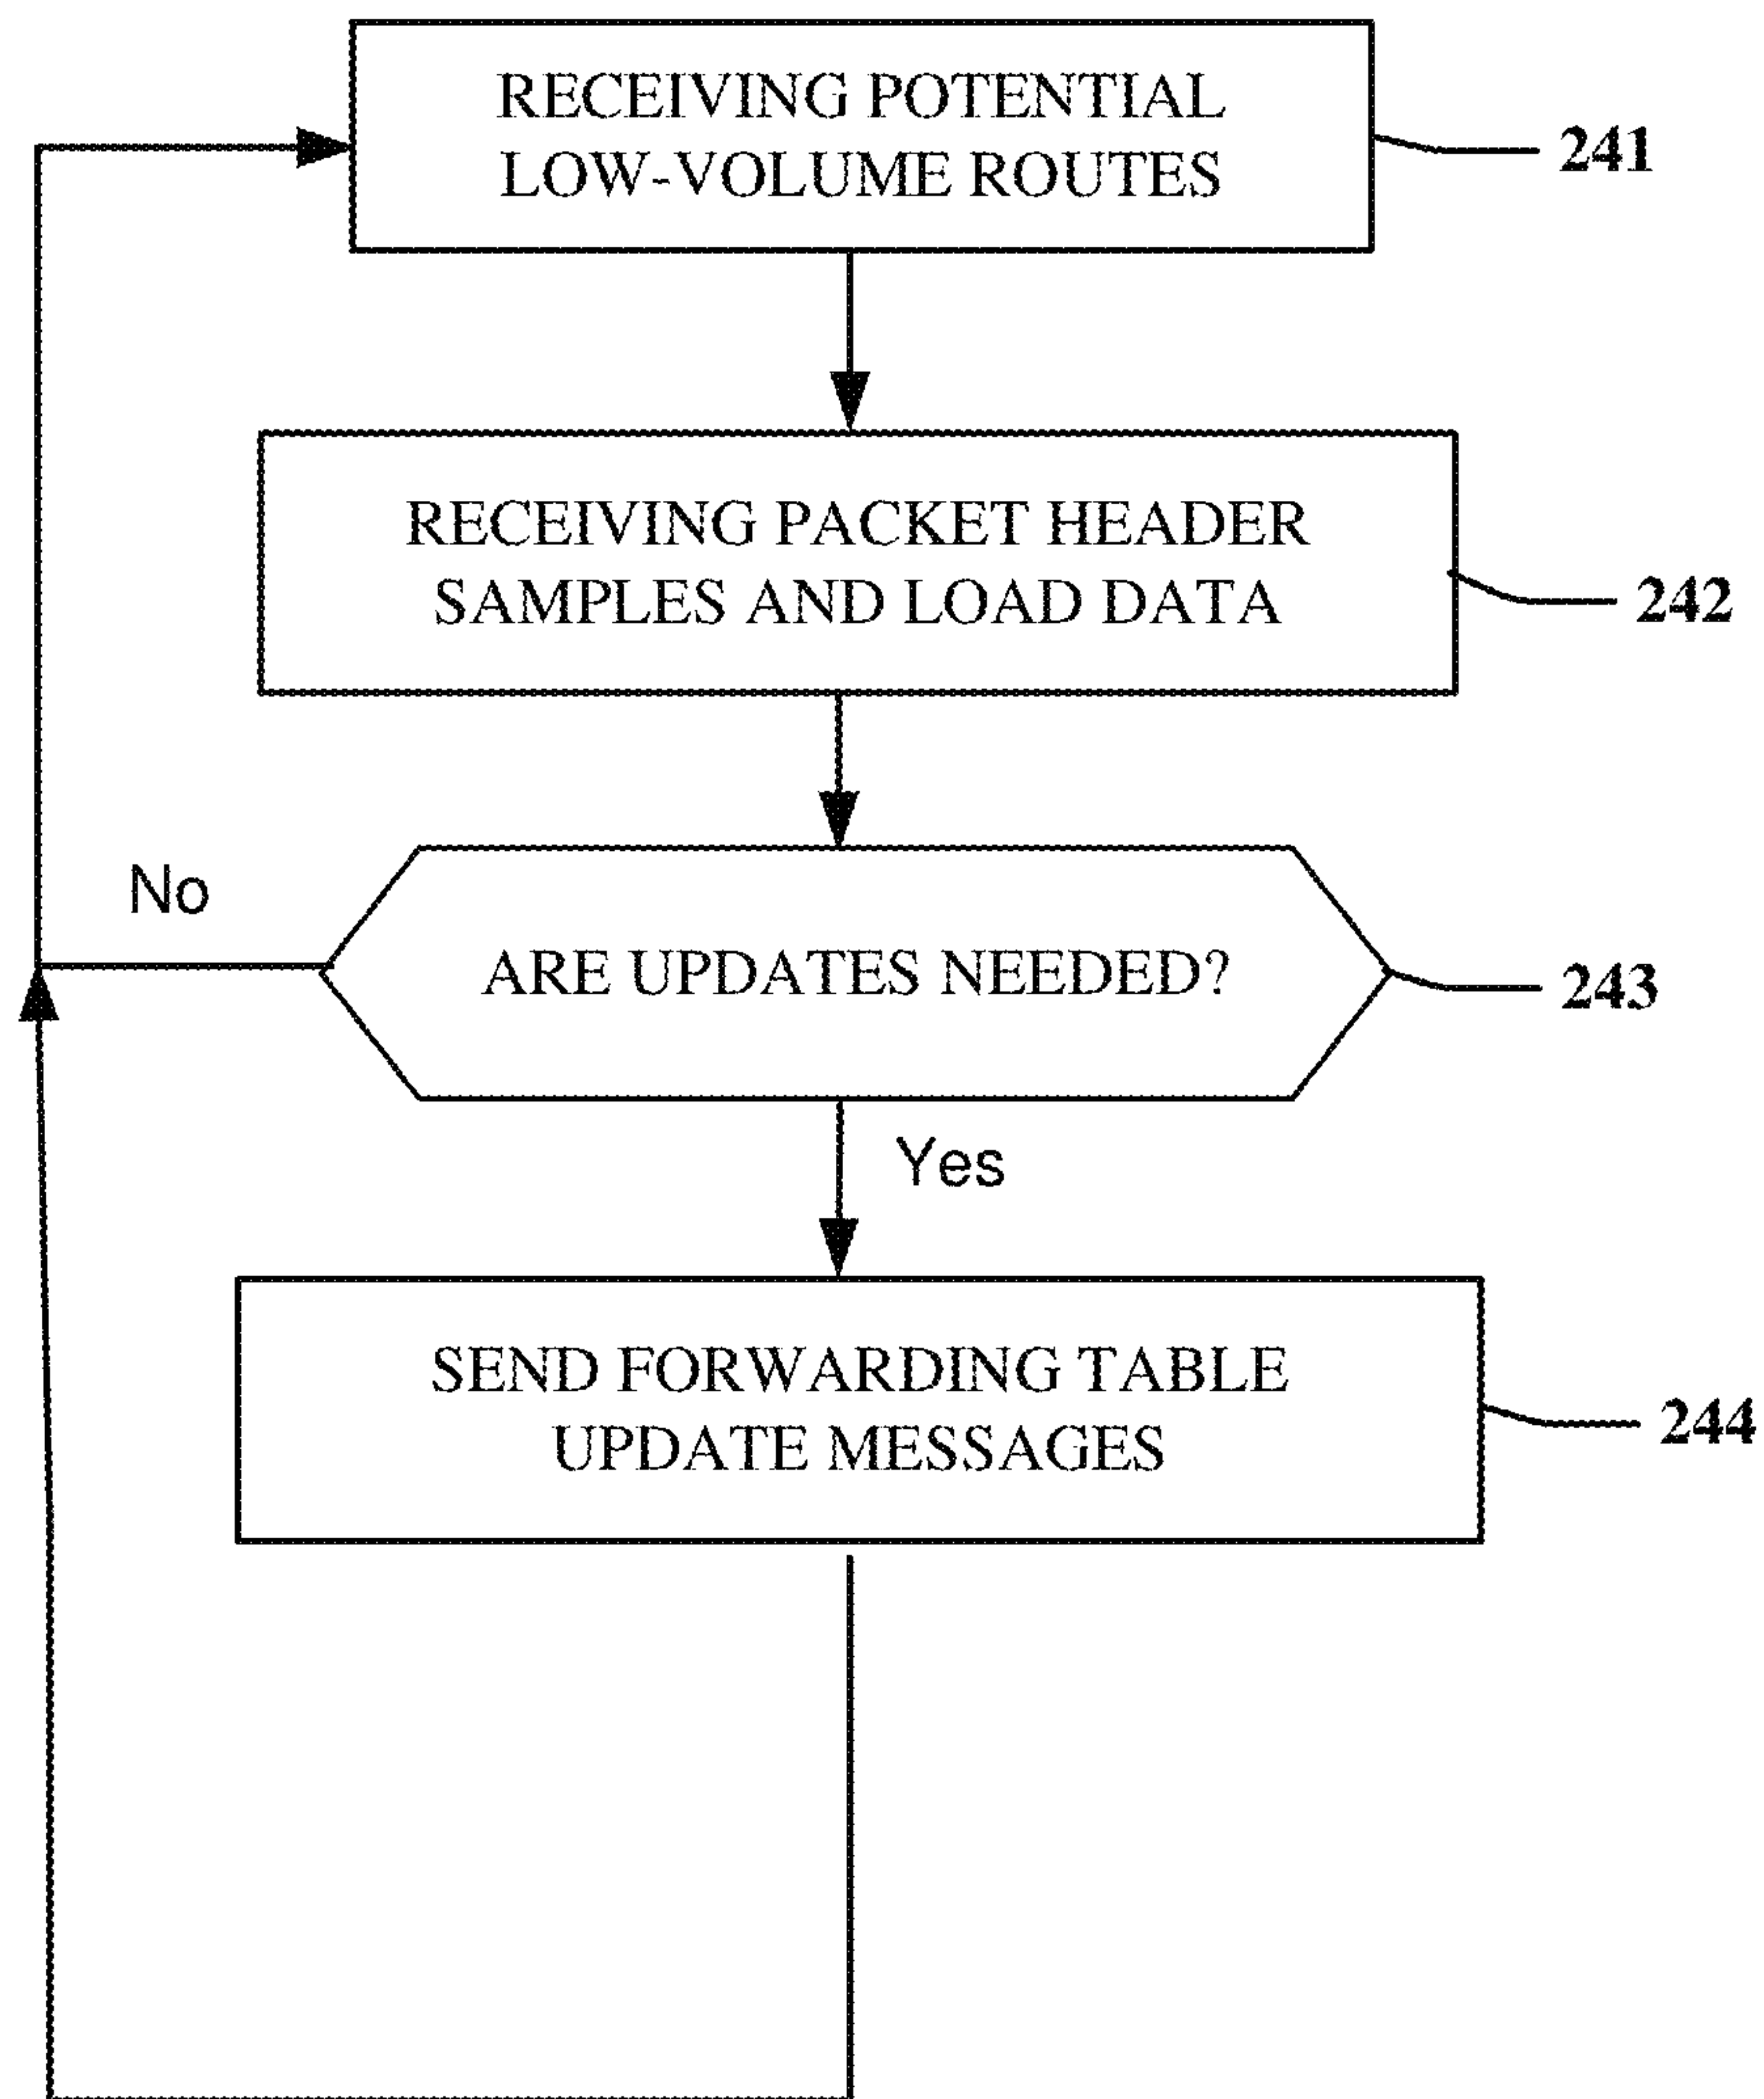 RECEIVING POTENTIAL
LOW-VOLUME ROUTES
241
RECEIVING PACKET HEADER
SAMPLES AND LOAD DATA
242
No
ARE UPDATES NEEDED?
243
Yes
SEND FORWARDING TABLE
UPDATE MESSAGES
244